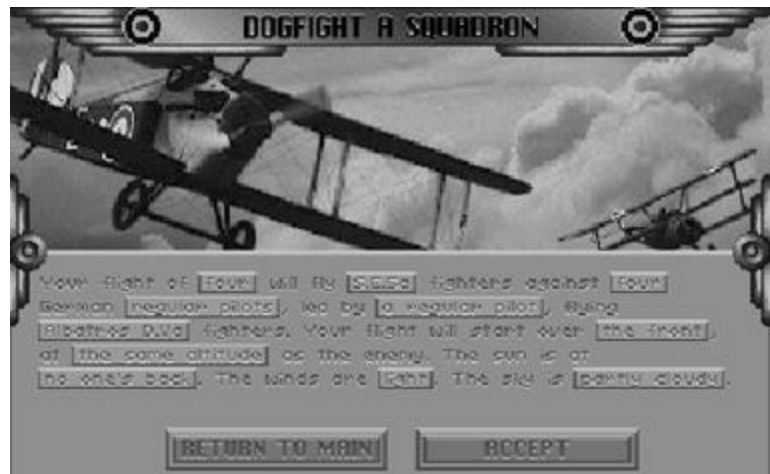 DOGFIGHT A SQUADRON
Your flight of four will fly S.E.5a fighters against four
German regular pilots, led by a regular pilot, flying
Albatros D.Va fighters. Your flight will start over the front,
at the same altitude as the enemy. The sun is at
no one's back. The winds are light. The sky is partly cloudy.
RETURN TO MAIN ACCEPT